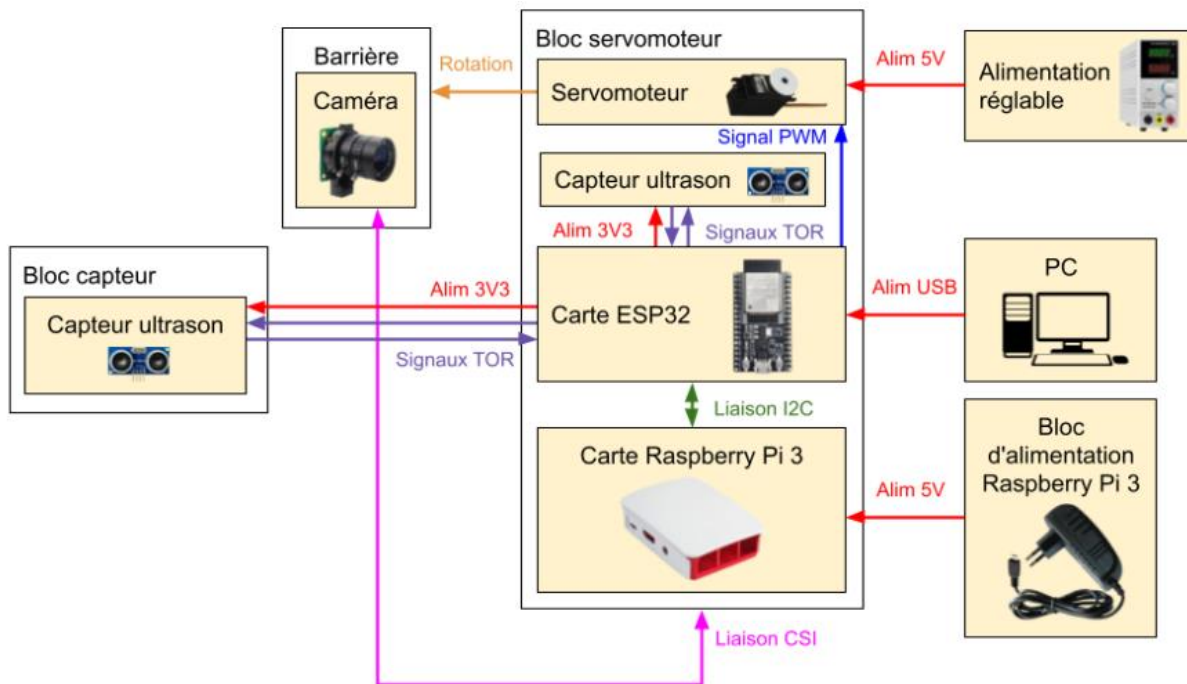 Barrière
Caméra
Rotation
Bloc servomoteur
Servomoteur
Alim 5V
Alimentation
réglable
Signal PWM
Capteur ultrason
Alim 3V3
Signaux TOR
Bloc capteur
Capteur ultrason
Alim 3V3
Signaux TOR
Carte ESP32
Alim USB
PC
Liaison I2C
Carte Raspberry Pi 3
Alim 5V
Bloc
d'alimentation
Raspberry Pi 3
Liaison CSI